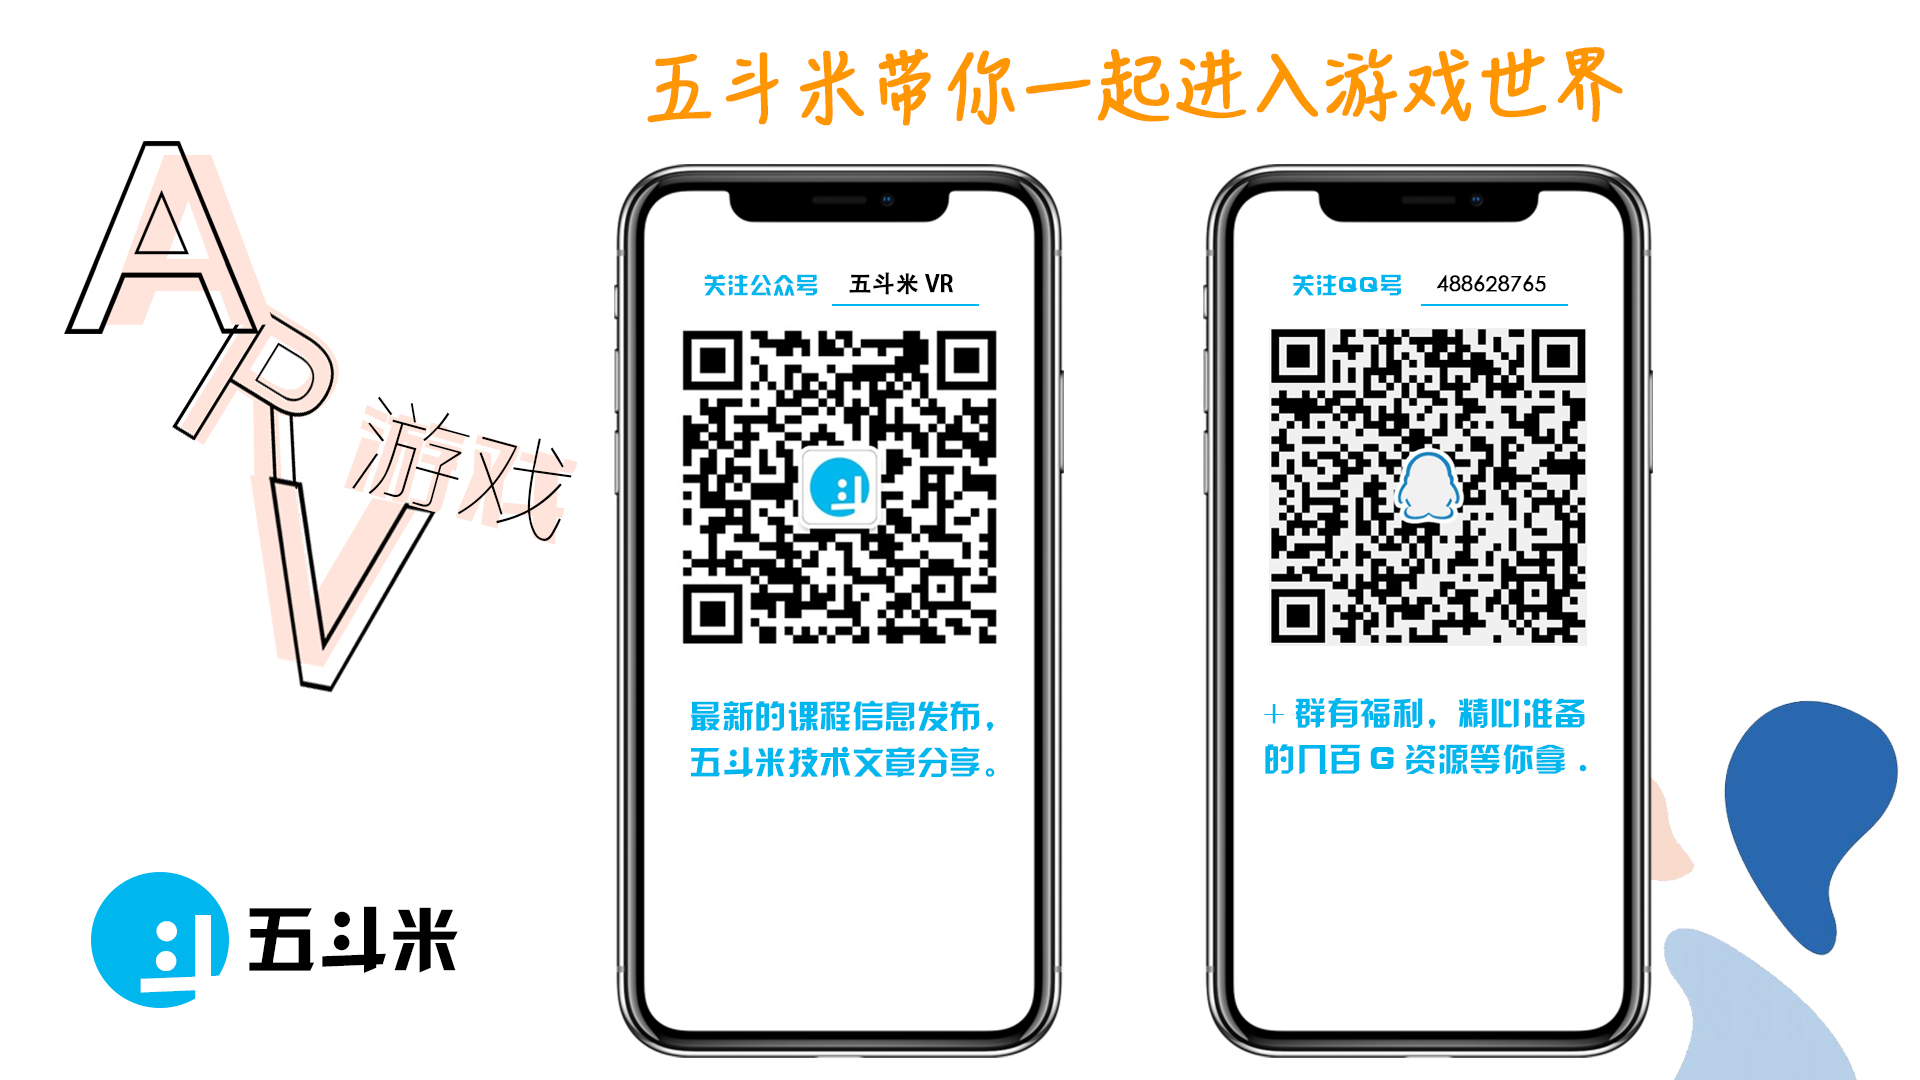 五斗米带你一起进入游戏世界
A
R
V
游戏
关注公众号 五斗米 VR
最新的课程信息发布,
五斗米技术文章分享。
关注QQ号 488628765
+ 群有福利, 精心准备
的几百 G 资源等你拿 .
五斗米